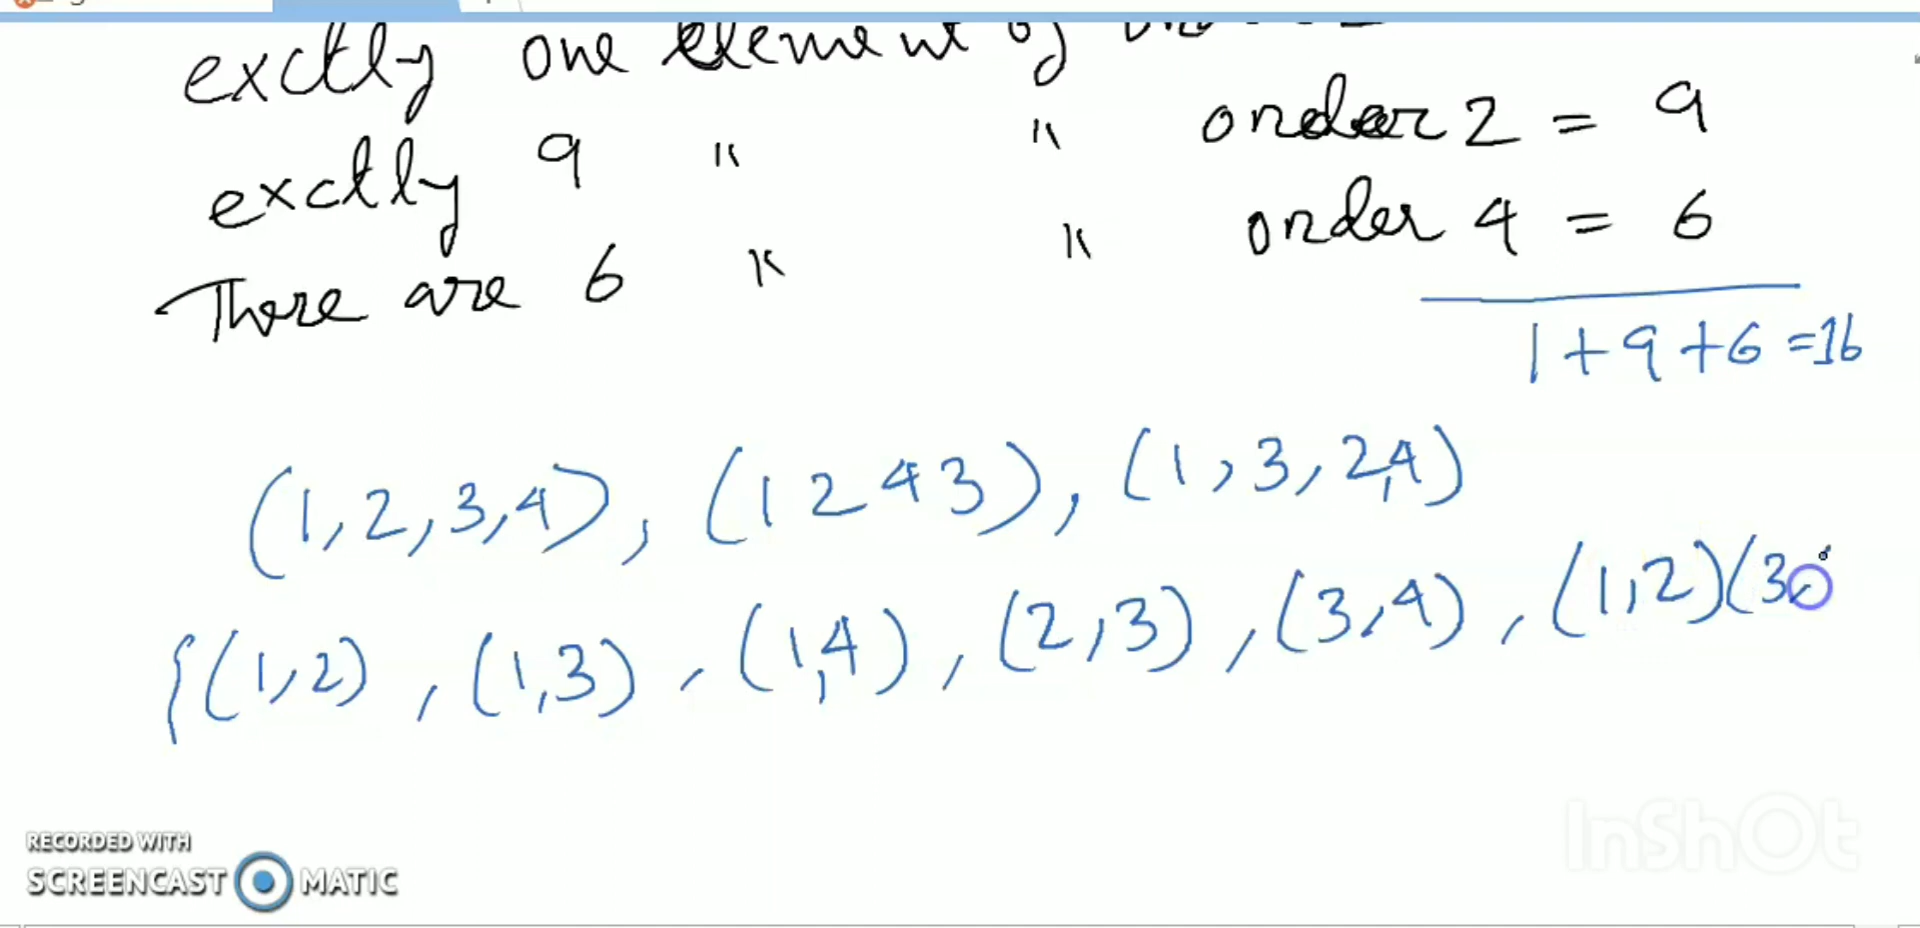 exctly one element of
exctly 9 " " order 2 = 9
There are 6 " " order 4 = 6
1 + 9 + 6 = 16
(1,2,3,4), (1 2 4 3), (1,3,2,4)
{(1,2), (1,3), (1,4), (2,3), (3,4), (1,2)(3,
RECORDED WITH
SCREENCAST MATIC
InShOt